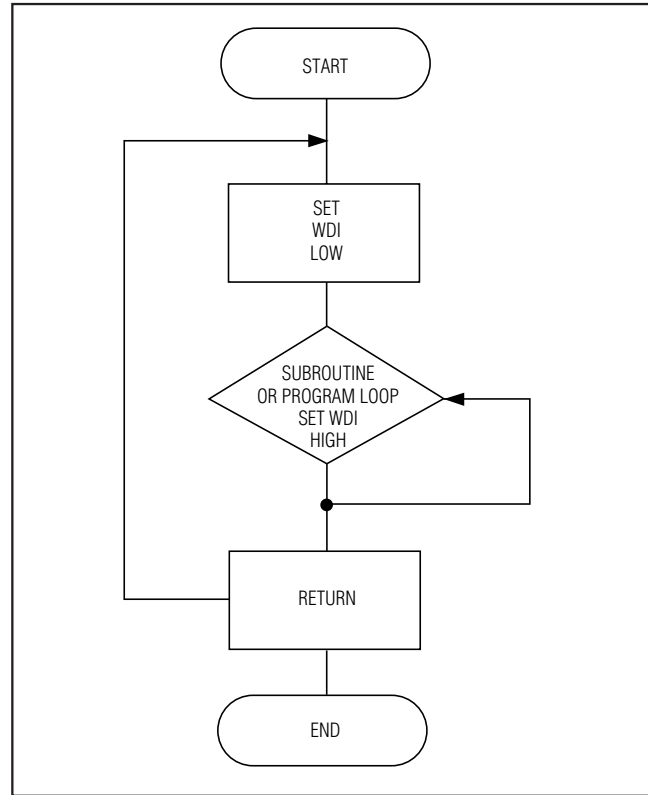 START
SET
WDI
LOW
SUBROUTINE
OR PROGRAM LOOP
SET WDI
HIGH
RETURN
END